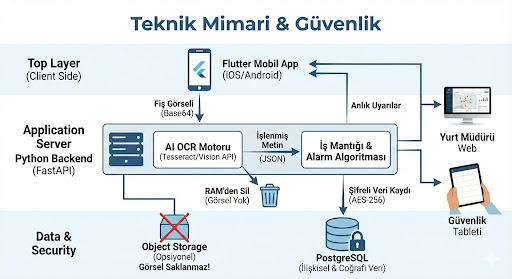 Teknik Mimari & Güvenlik
Top Layer
(Client Side)
Flutter Mobil App
(iOS/Android)
Fiş Görseli
(Base64)
Anlık Uyarılar
Yurt Müdürü
Web
Application
Server
Python Backend
(FastAPI)
AI OCR Motoru
(Tesseract/Vision API)
İşlenmiş
Metin
(JSON)
İş Mantığı &
Alarm Algoritması
RAM'den Sil
(Görsel Yok)
Şifreli Veri Kaydı
(AES-256)
Güvenlik
Tableti
Data &
Security
Object Storage
(Opsiyonel)
Görsel Saklanmaz!
PostgreSQL
(İlişkisel & Coğrafi Veri)